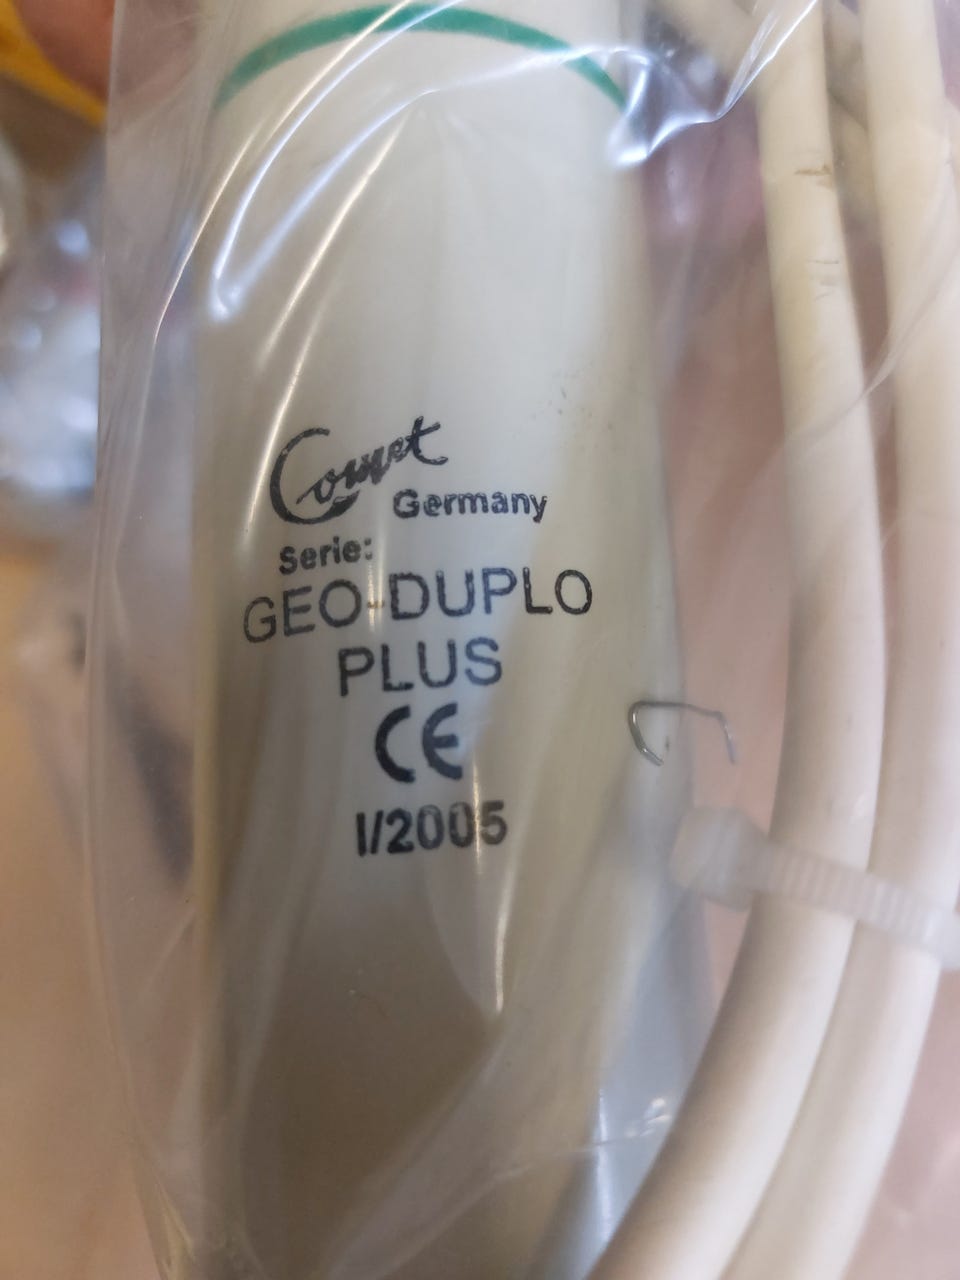 Comet
Germany
Serie:
GEO-DUPLO
PLUS
CE
I/2005